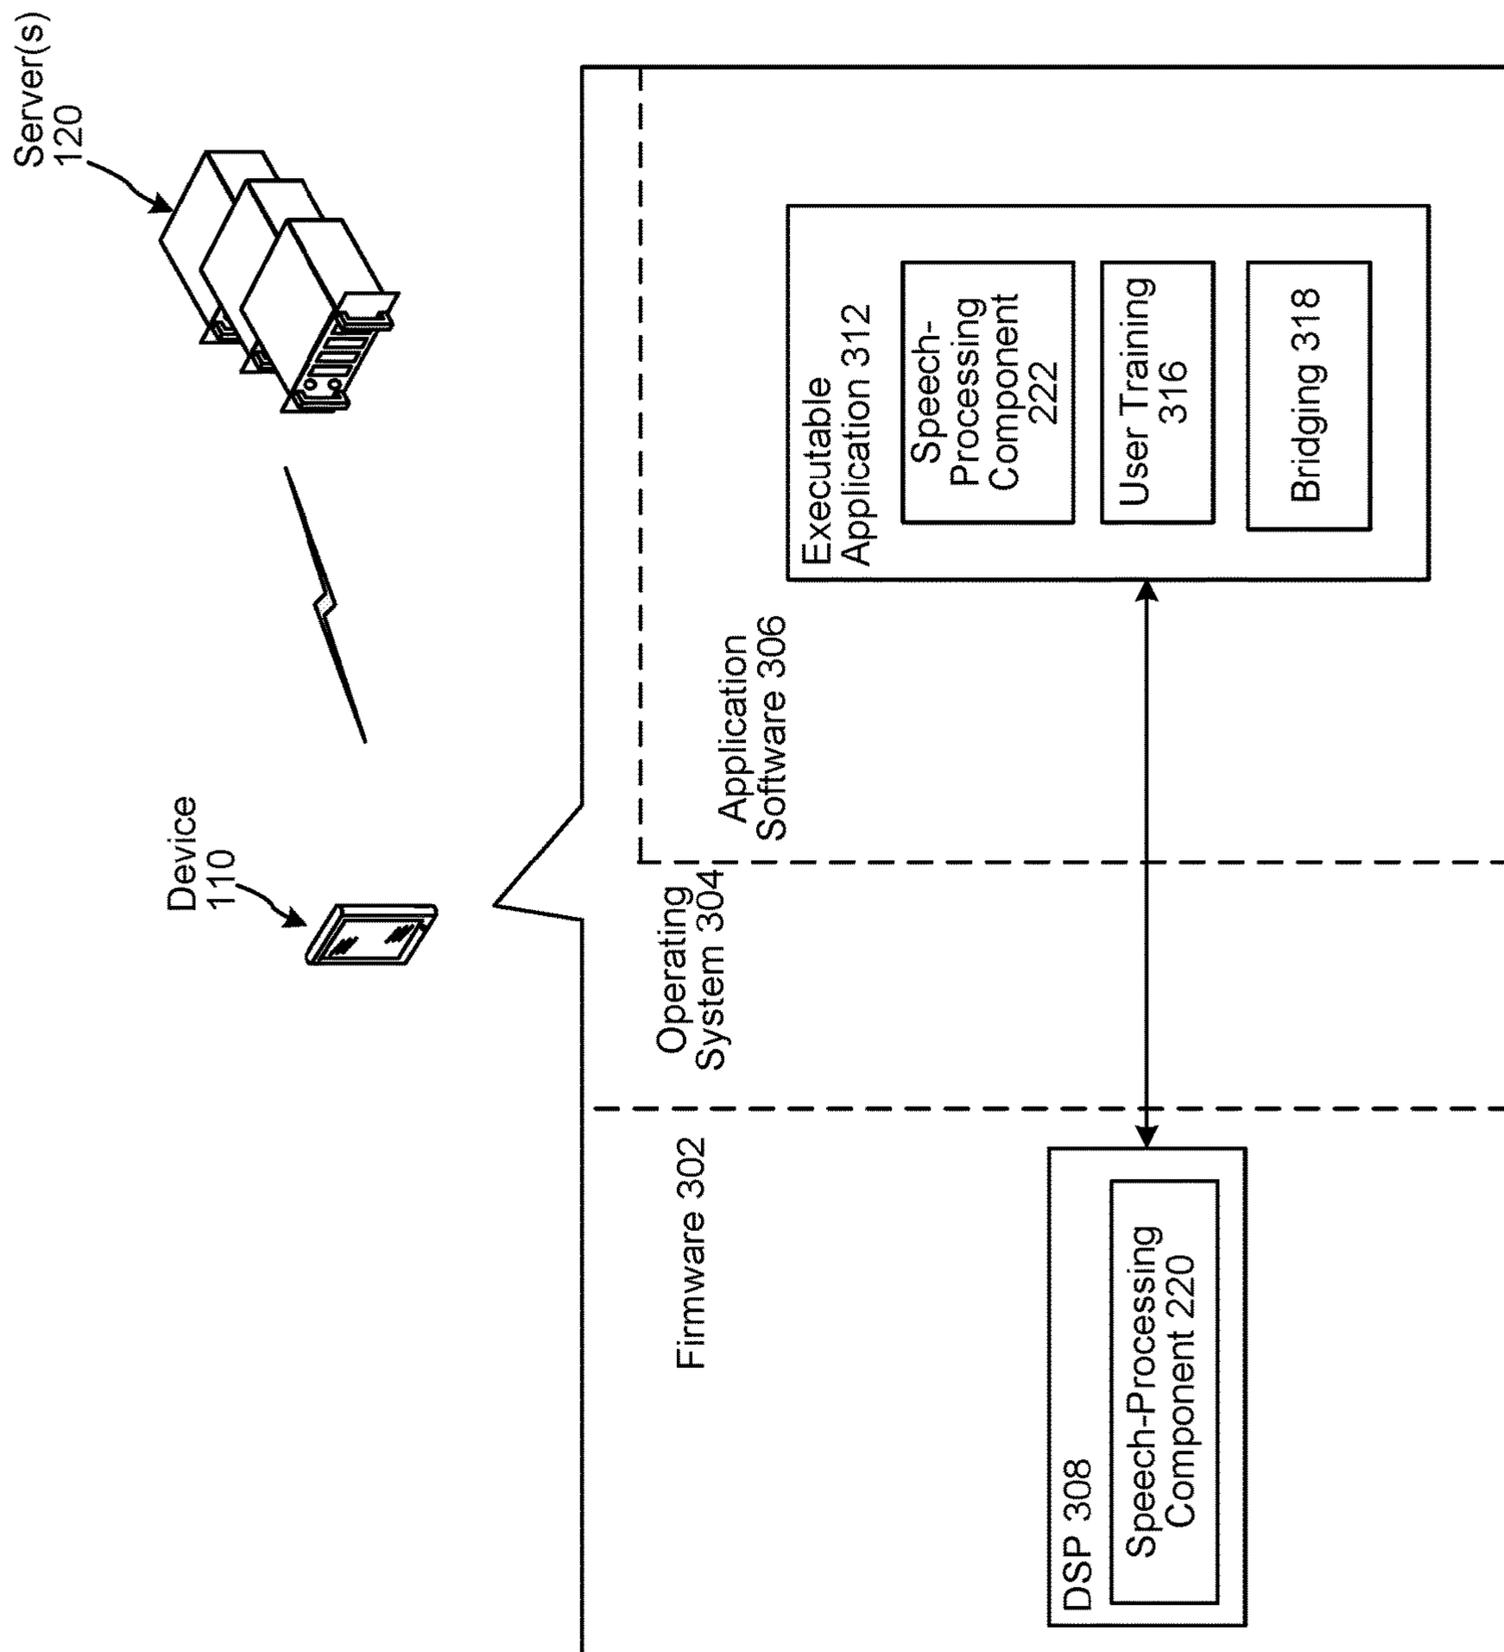 Device
110
Server(s)
120
Firmware 302
Operating
System 304
Application
Software 306
DSP 308
Speech-Processing
Component 220
Executable
Application 312
Speech-
Processing
Component
222
User Training
316
Bridging 318